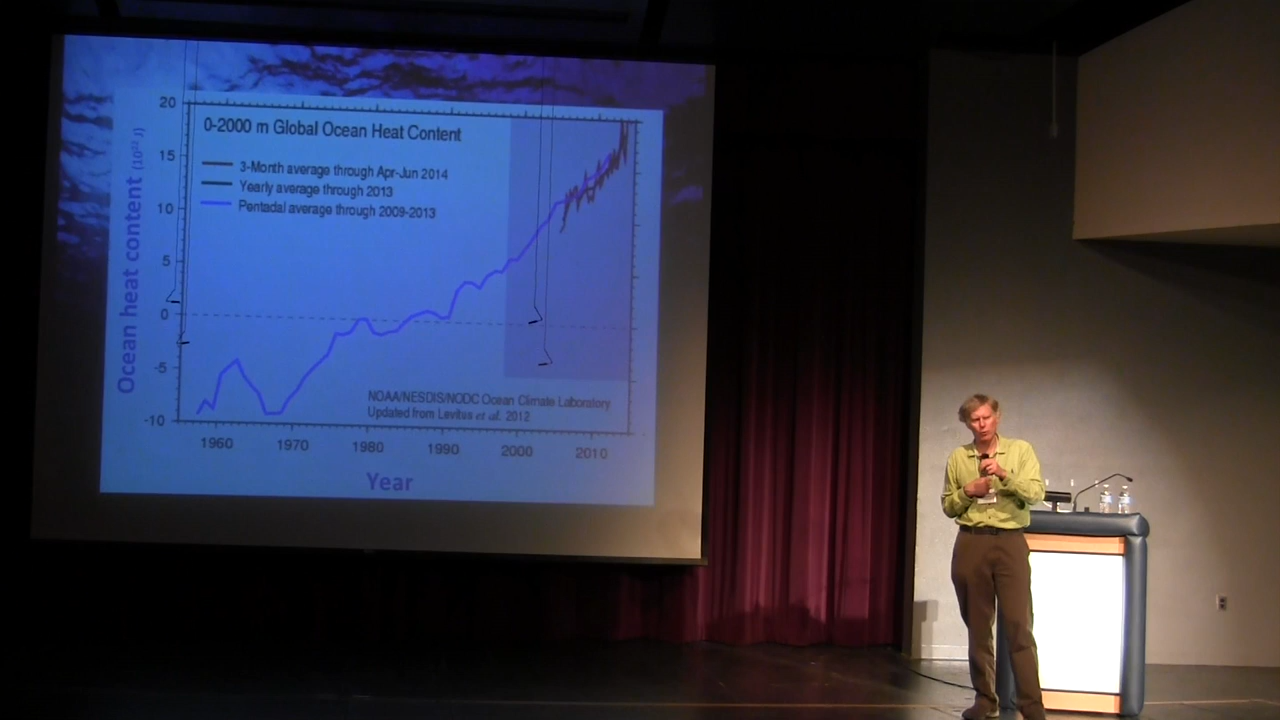 20
0-2000 m Global Ocean Heat Content
15
3-Month average through Apr-Jun 2014
Yearly average through 2013
10
Pentadal average through 2009-2013
Ocean heat content (10²² J)
5
0
-5
NOAA/NESDIS/NODC Ocean Climate Laboratory
Updated from Levitus et al. 2012
-10
1960 1970 1980 1990 2000 2010
Year